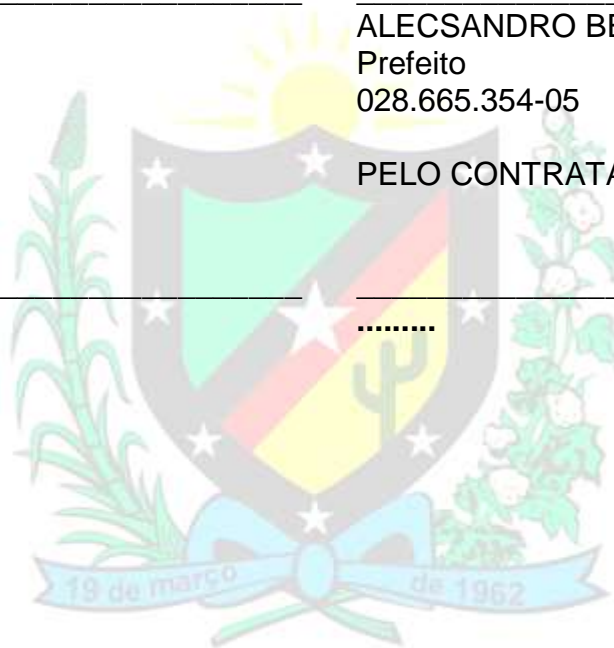 ALECSANDRO BE
Prefeito
028.665.354-05
PELO CONTRATA
.........
19 de março de 1962